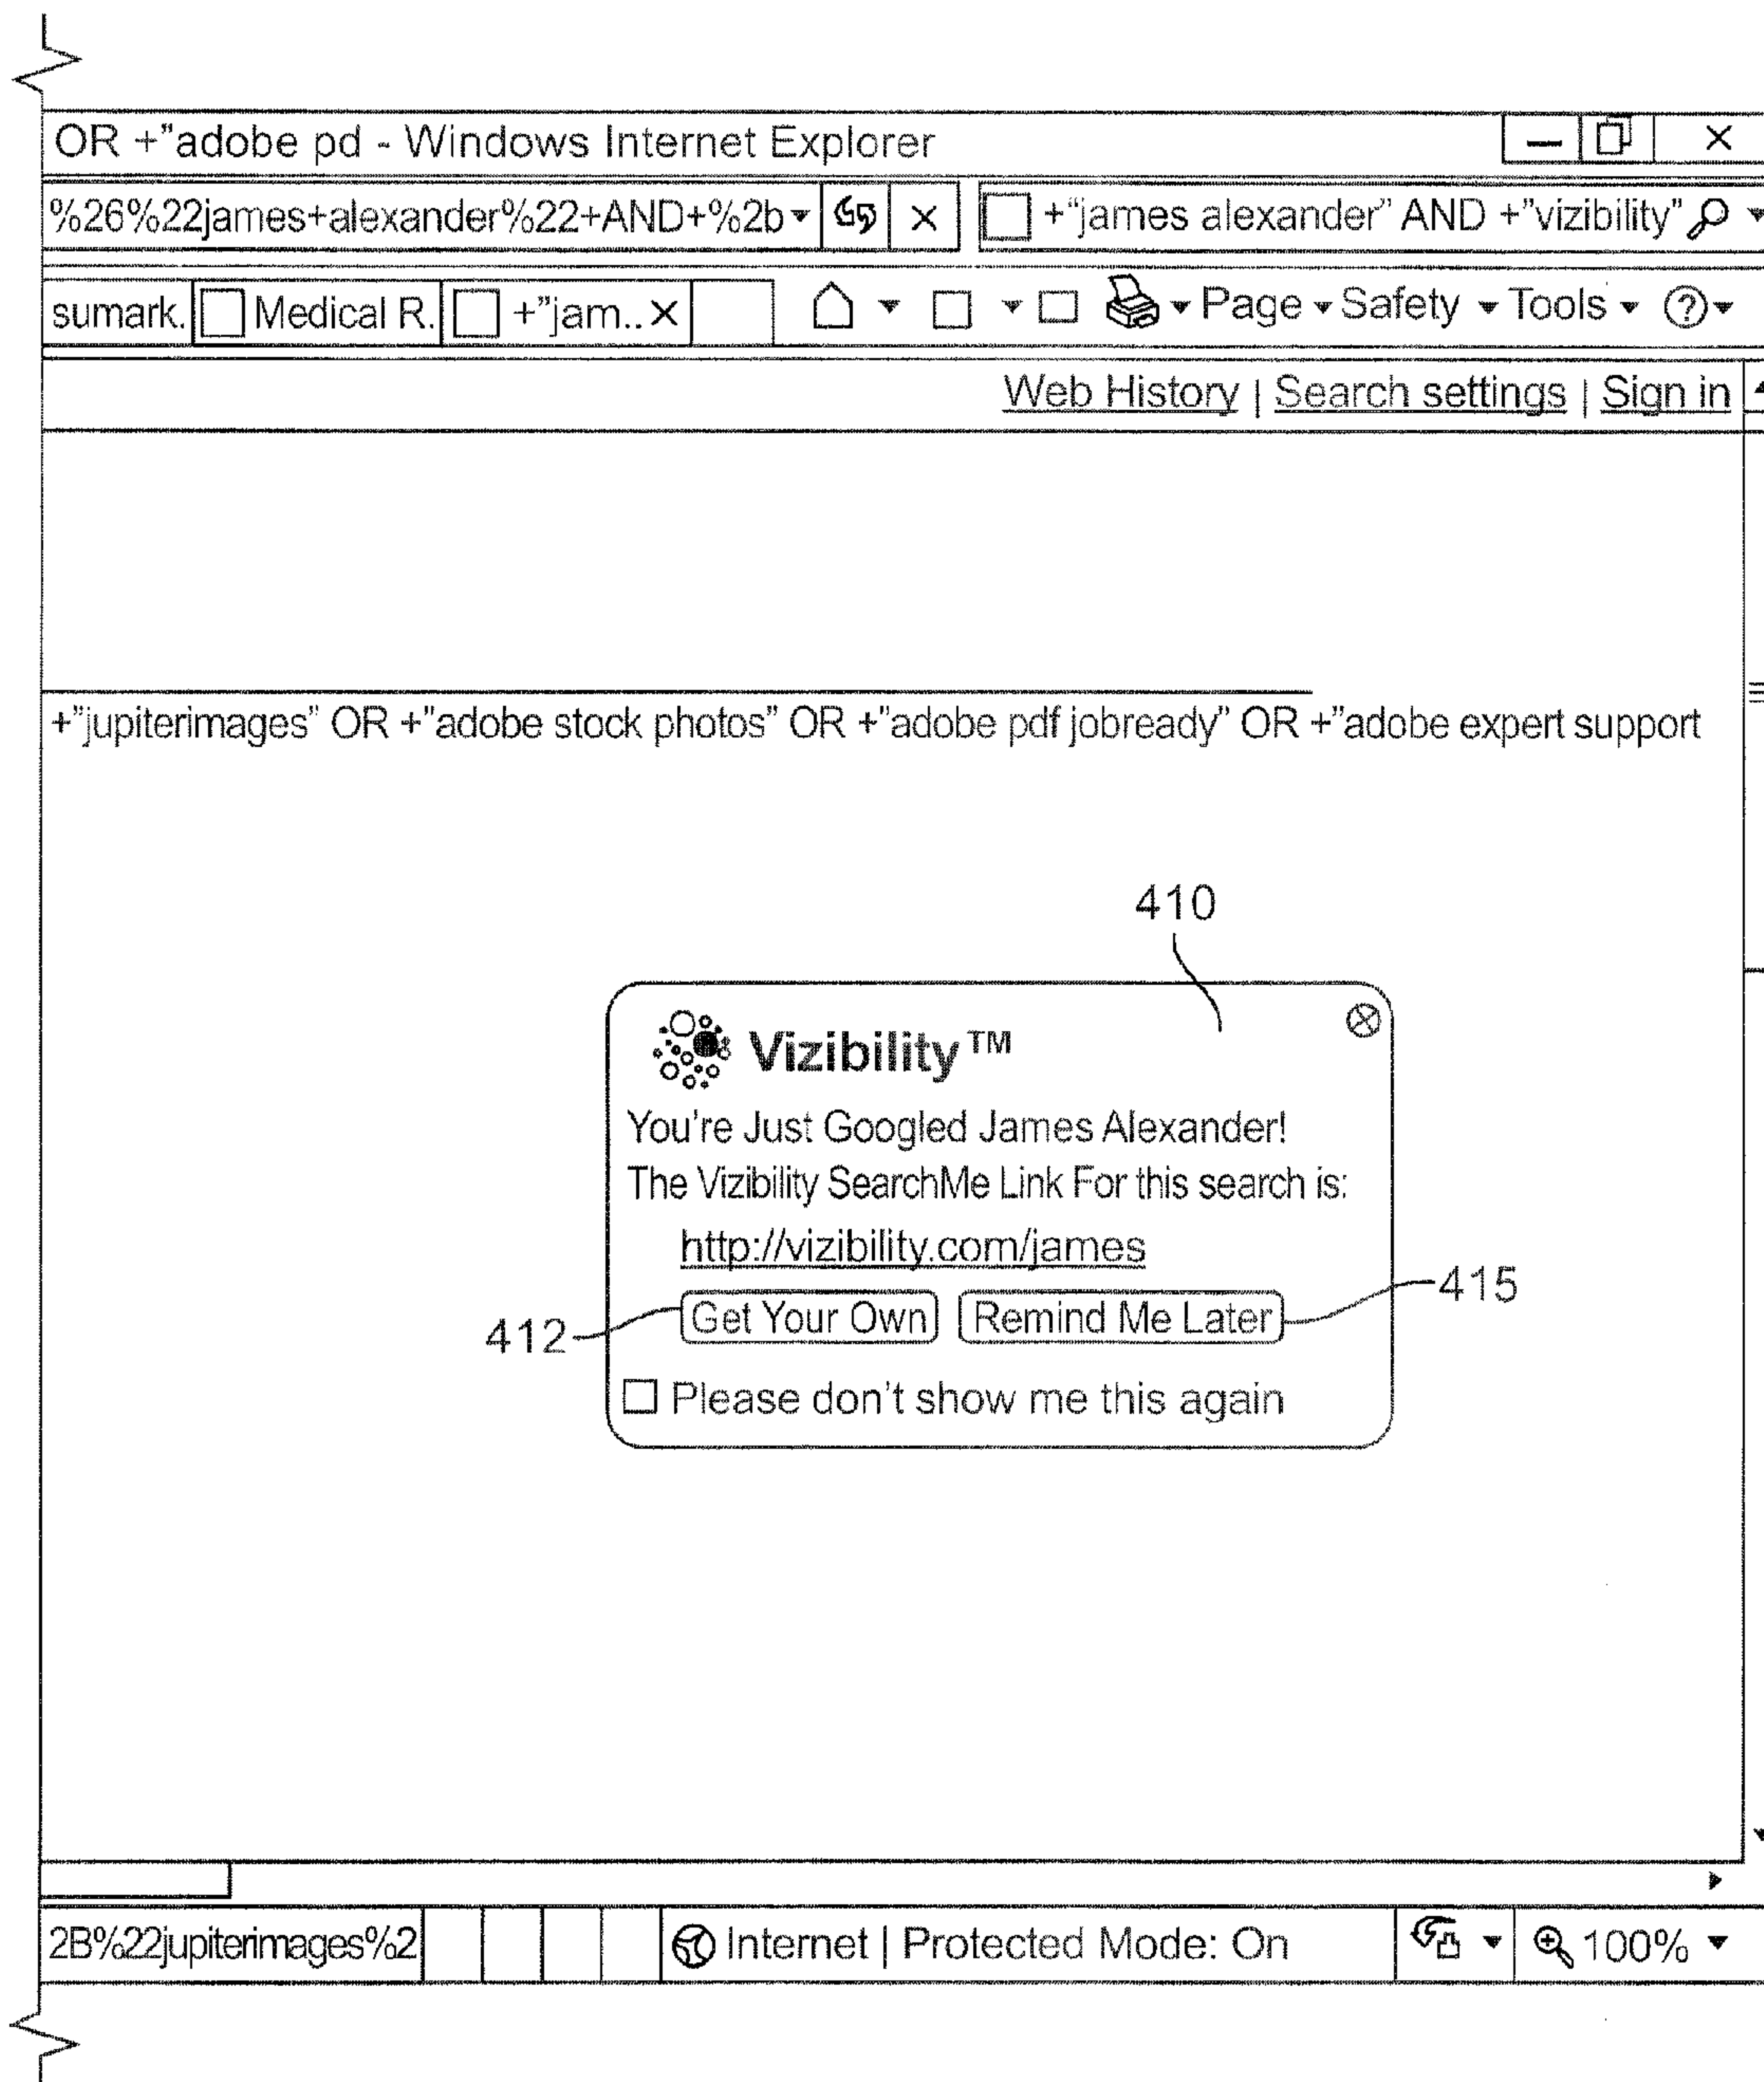 OR +"adobe pd - Windows Internet Explorer
%26%22james+alexander%22+AND+%2b
+"james alexander" AND +"vizibility"
sumark.
Medical R.
+"jam..
Page
Safety
Tools
Web History | Search settings | Sign in
+"jupiterimages" OR +"adobe stock photos" OR +"adobe pdf jobready" OR +"adobe expert support
410
Vizibility™
You're Just Googled James Alexander!
The Vizibility SearchMe Link For this search is:
http://vizibility.com/james
412
Get Your Own
Remind Me Later
415
Please don't show me this again
2B%22jupiterimages%2
Internet | Protected Mode: On
100%